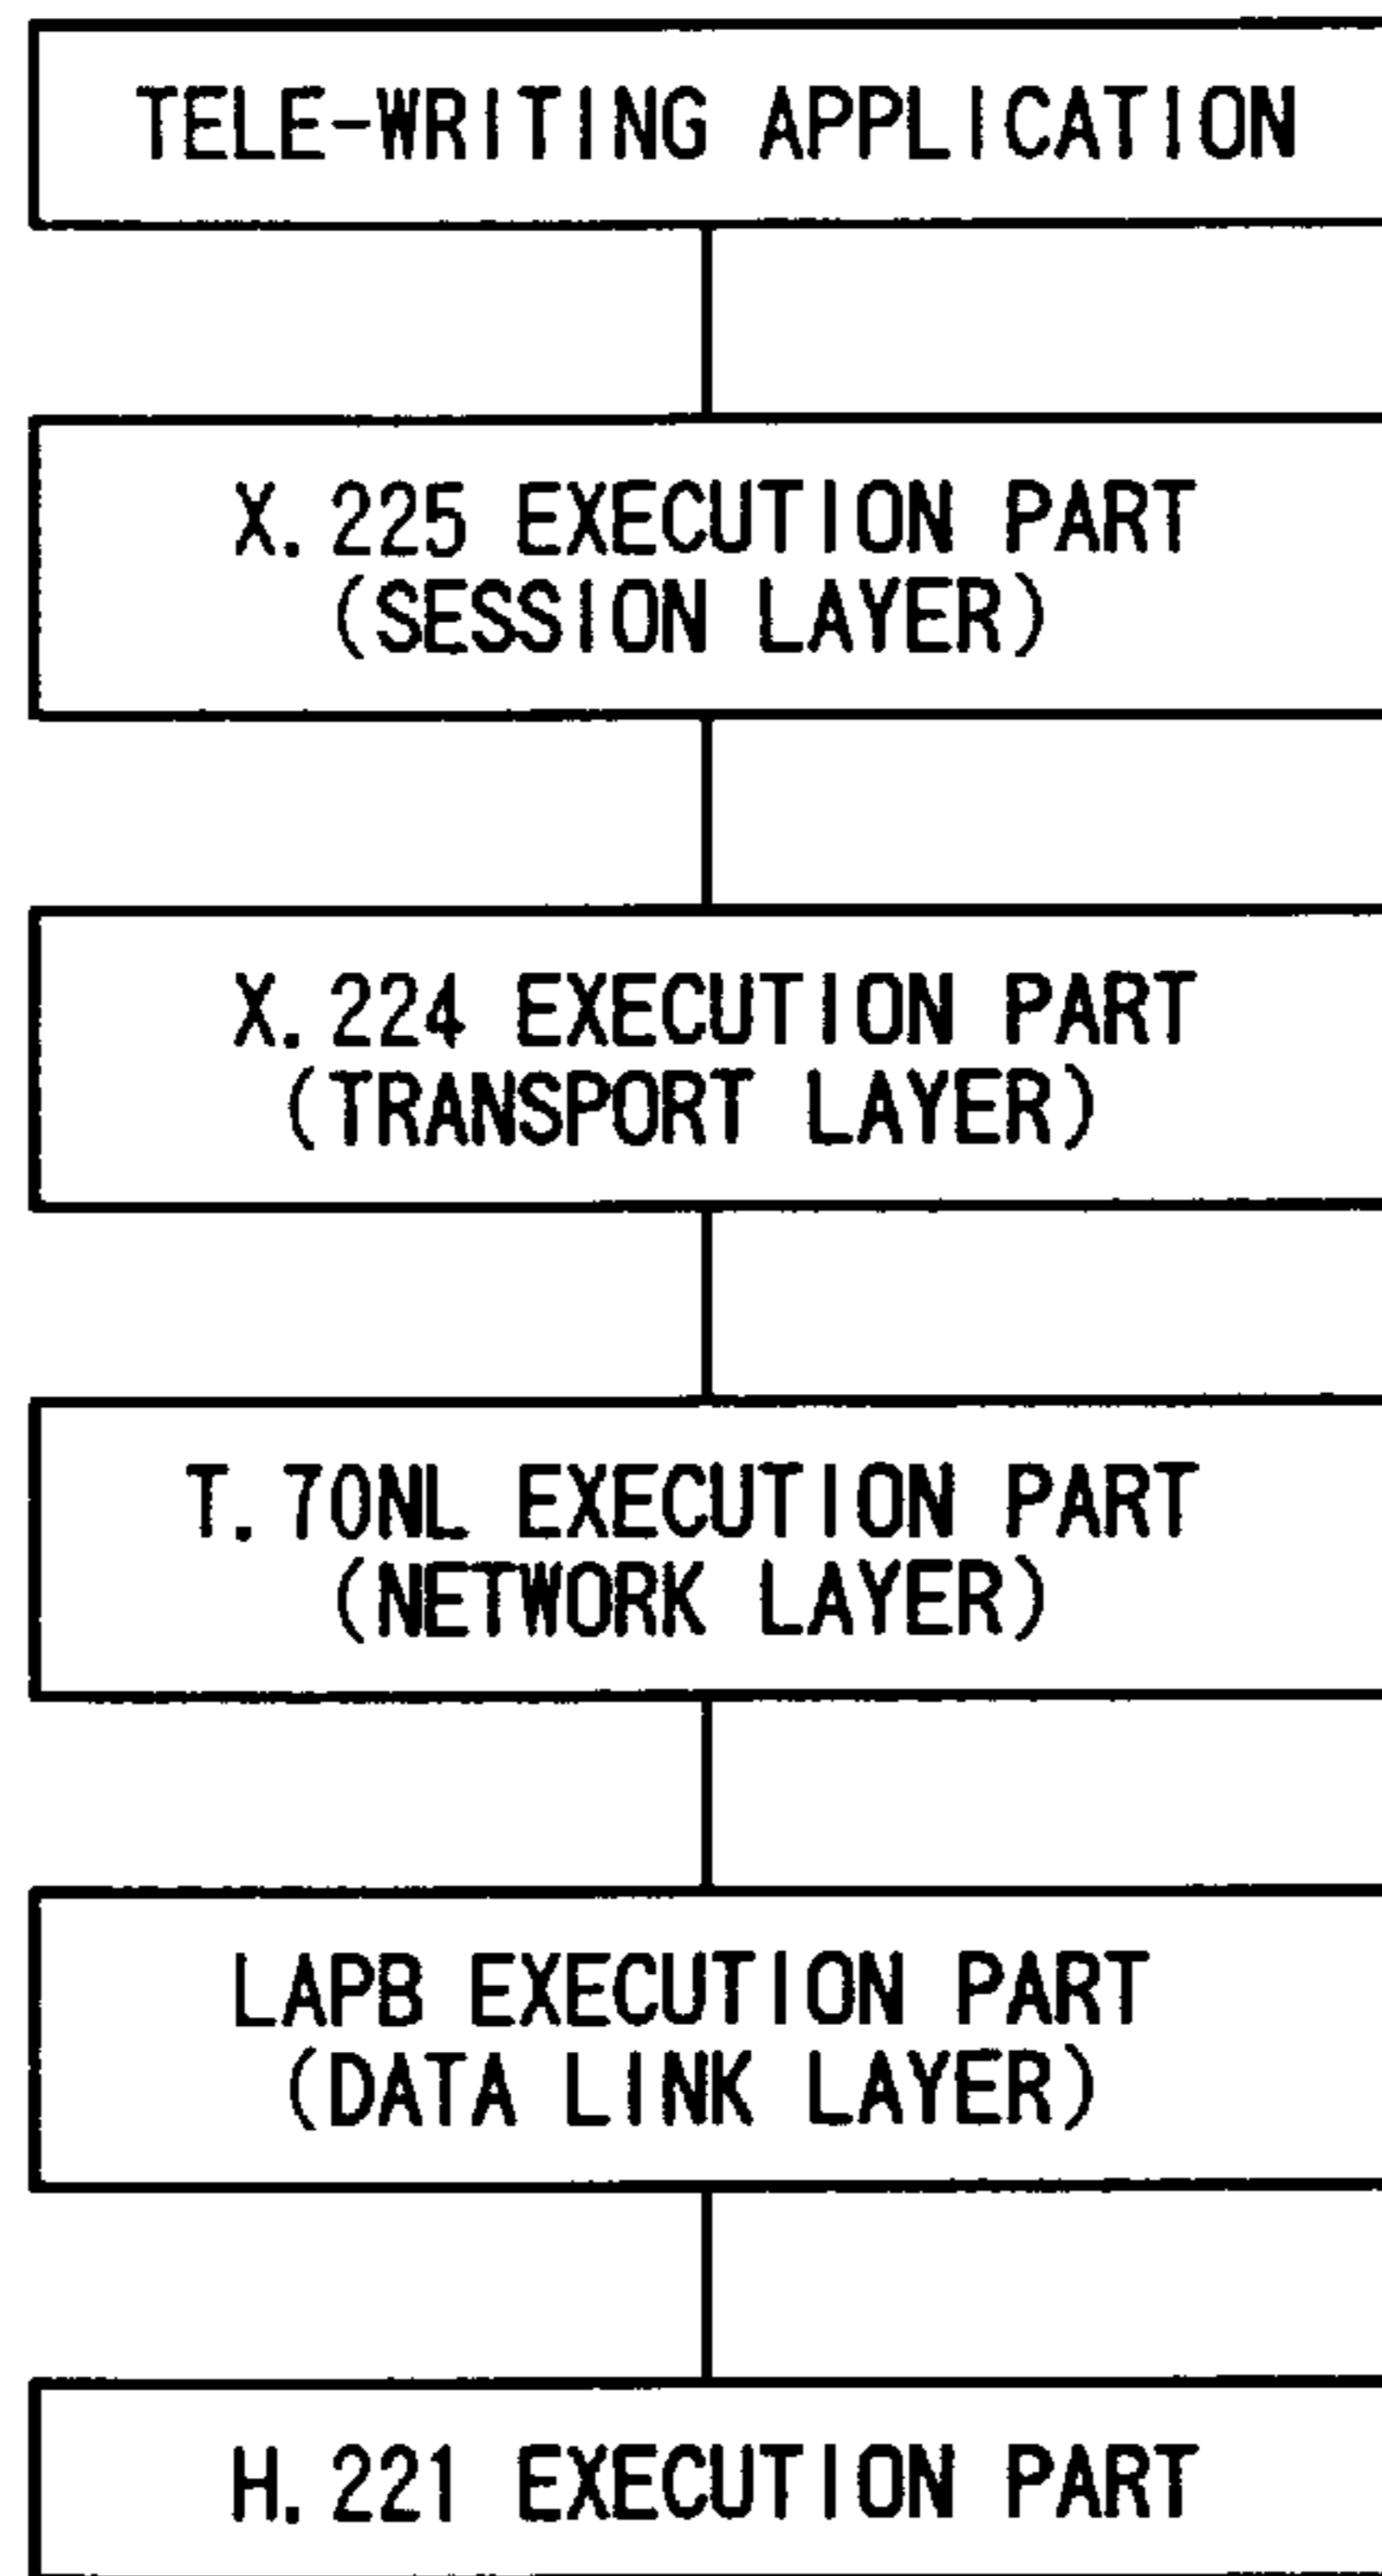 TELE-WRITING APPLICATION
X.225 EXECUTION PART
(SESSION LAYER)
X.224 EXECUTION PART
(TRANSPORT LAYER)
T.70NL EXECUTION PART
(NETWORK LAYER)
LAPB EXECUTION PART
(DATA LINK LAYER)
H.221 EXECUTION PART